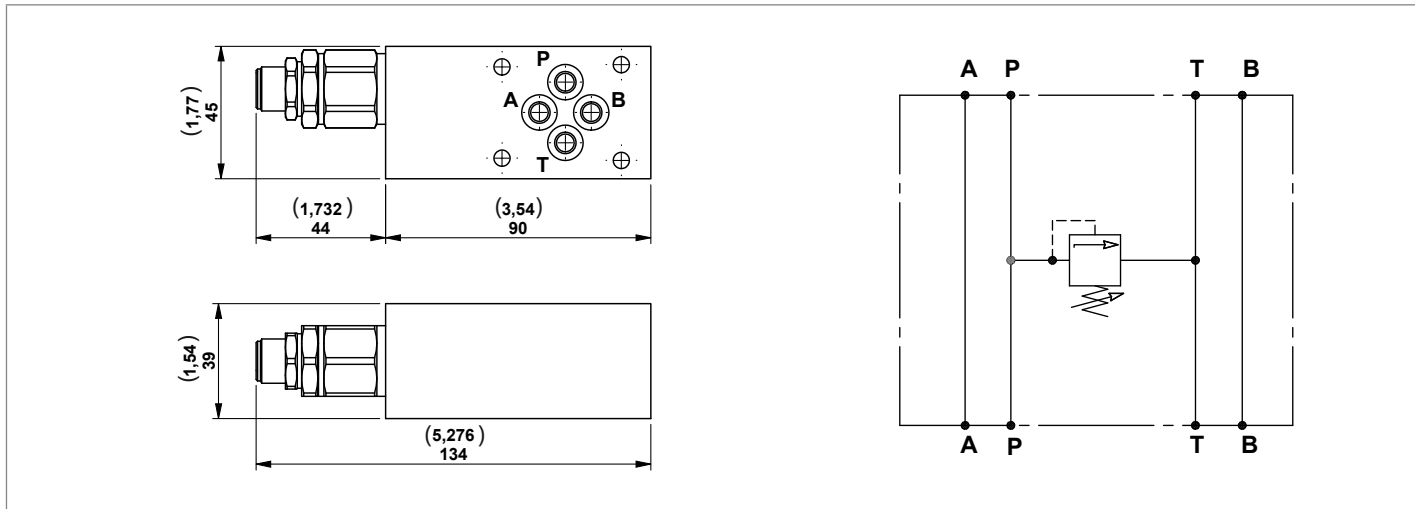 P
A B
T
(1,77)
45
(1,732)
44
(3,54)
90
(1,54)
39
(5,276)
134
A P T B
A P T B